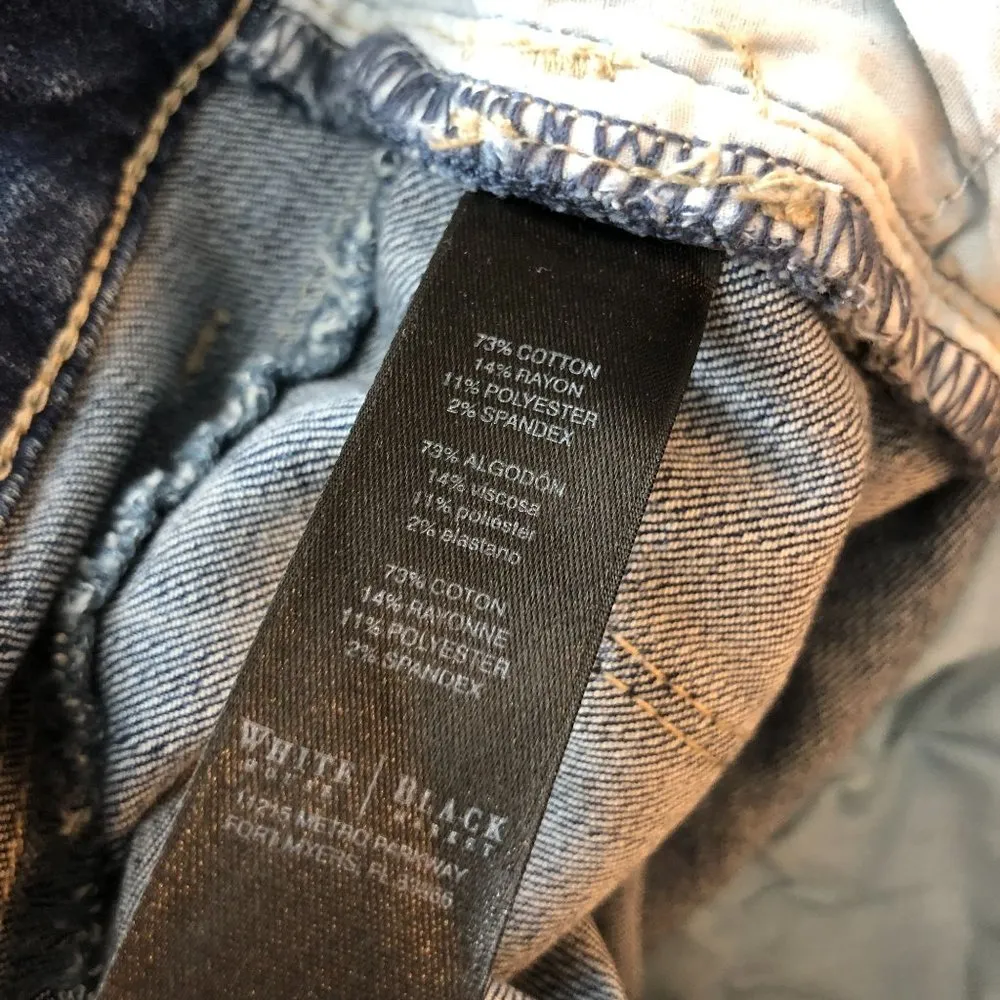 73% COTTON
14% RAYON
11% POLYESTER
2% SPANDEX
73% ALGODÓN
14% viscosa
11% poliéster
2% elastano
73% COTON
14% RAYONNE
11% POLYESTER
2% SPANDEX
WHITE | BLACK
HOUSE MARKET
11215 METRO PARKWAY
FORT MYERS, FL